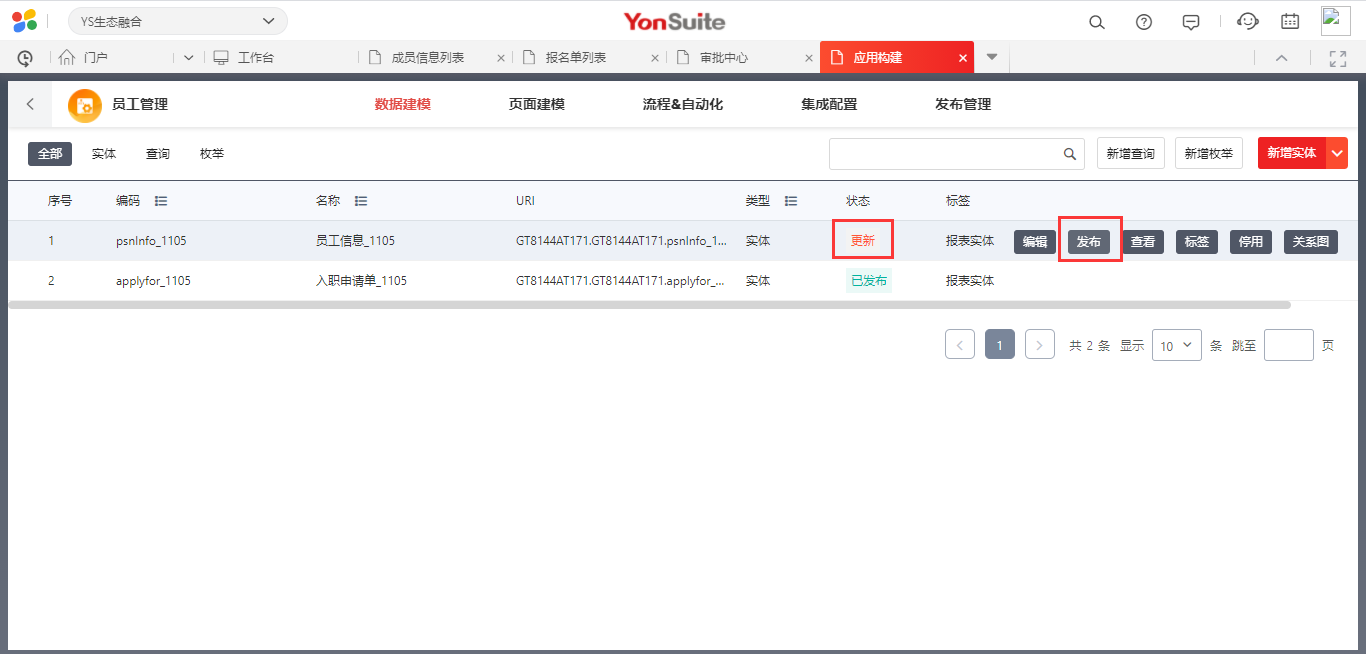 YS生态融合
YonSuite
门户
工作台
成员信息列表
报名单列表
审批中心
应用构建
员工管理
数据建模
页面建模
流程&自动化
集成配置
发布管理
全部
实体
查询
枚举
新增查询
新增枚举
新增实体
序号
编码
名称
URI
类型
状态
标签
1
psnInfo_1105
员工信息_1105
GT8144AT171.GT8144AT171.psnInfo_1...
实体
更新
报表实体
编辑
发布
查看
标签
停用
关系图
2
applyfor_1105
入职申请单_1105
GT8144AT171.GT8144AT171.applyfor_...
实体
已发布
报表实体
1
共 2 条
显示
10
条
跳至
页